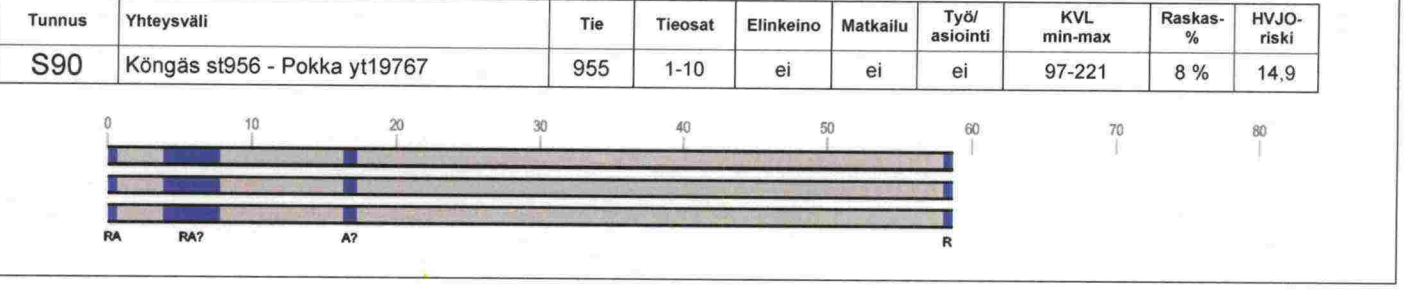 Tunnus Yhteysväli Tie Tieosat Elinkeino Matkailu Työ/ asiointi KVL min-max Raskas- % HVJO- riski
S90 Köngäs st956 - Pokka yt19767 955 1-10 ei ei ei 97-221 8 % 14,9
0 10 20 30 40 50 60 70 80
RA RA? A? R